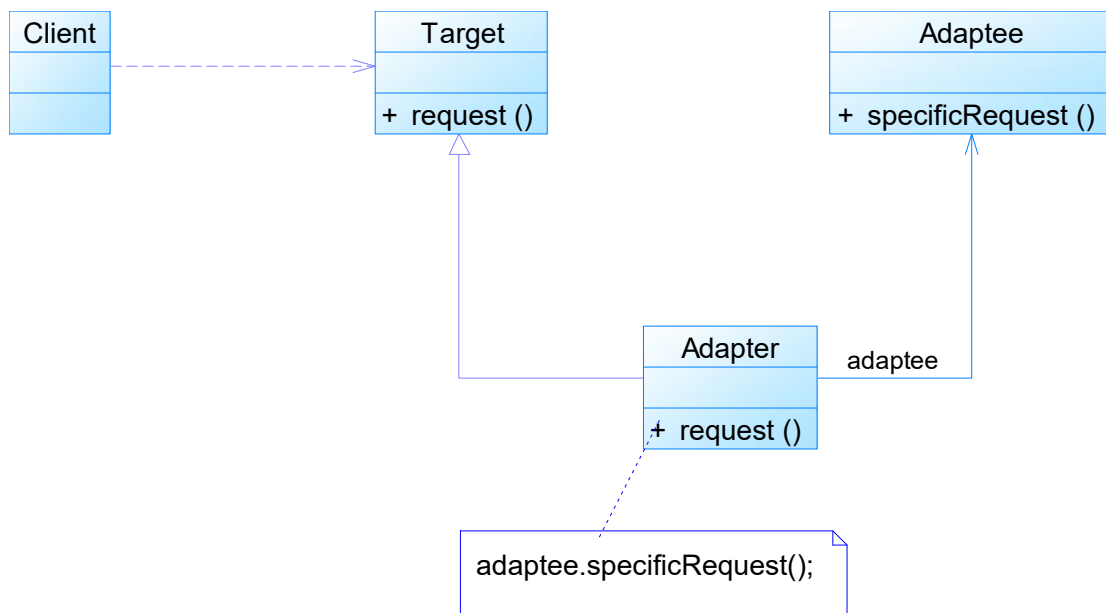 Client
Target
Adaptee
+ request ()
+ specificRequest ()
Adapter
adaptee
+ request ()
adaptee.specificRequest();